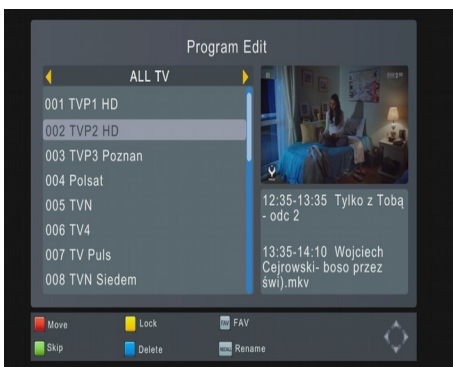 Program Edit
ALL TV
001 TVP1 HD
002 TVP2 HD
003 TVP3 Poznan
004 Polsat
005 TVN
006 TV4
007 TV Puls
008 TVN Siedem
12:35-13:35 Tylko z Tobą
- odc 2
13:35-14:10 Wojciech
Cejrowski- boso przez
świ).mkv
Move
Lock
FAV FAV
Skip
Delete
MENU Rename